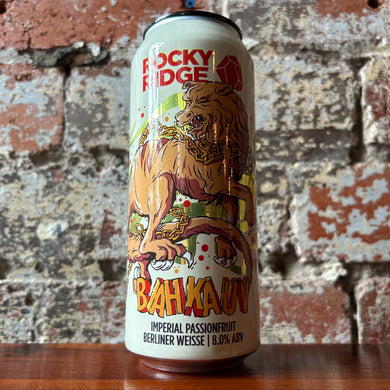 ROCKY
RIDGE
BAHKAUV
IMPERIAL PASSIONFRUIT
BERLINER WEISSE | 8.0% ABV